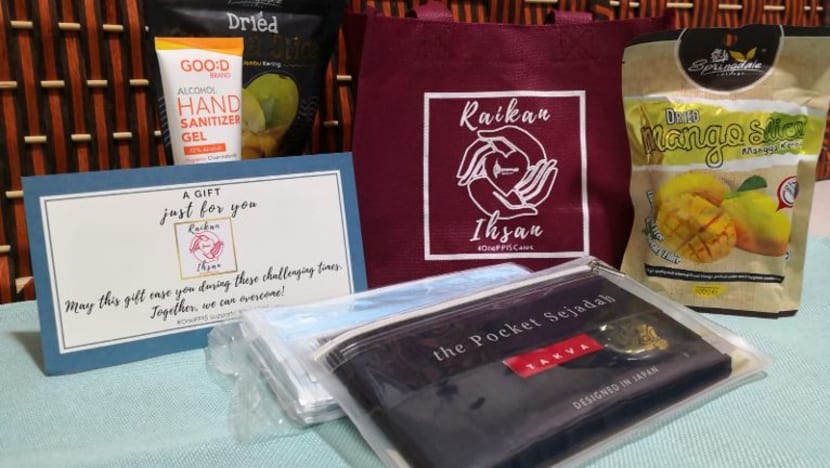 GOO:D
BRAND
ALCOHOL
HAND
SANITIZER
GEL
Dried
A GIFT
just for you
Raikan
Ihsan
May this gift ease you during these challenging times.
Together, we can overcome!
Raikan
Ihsan
#OnePPISCares
Springdale
DRIED
mango slice
Mangga Kering
the Pocket Sejadah
TAKVA
DESIGNED IN JAPAN